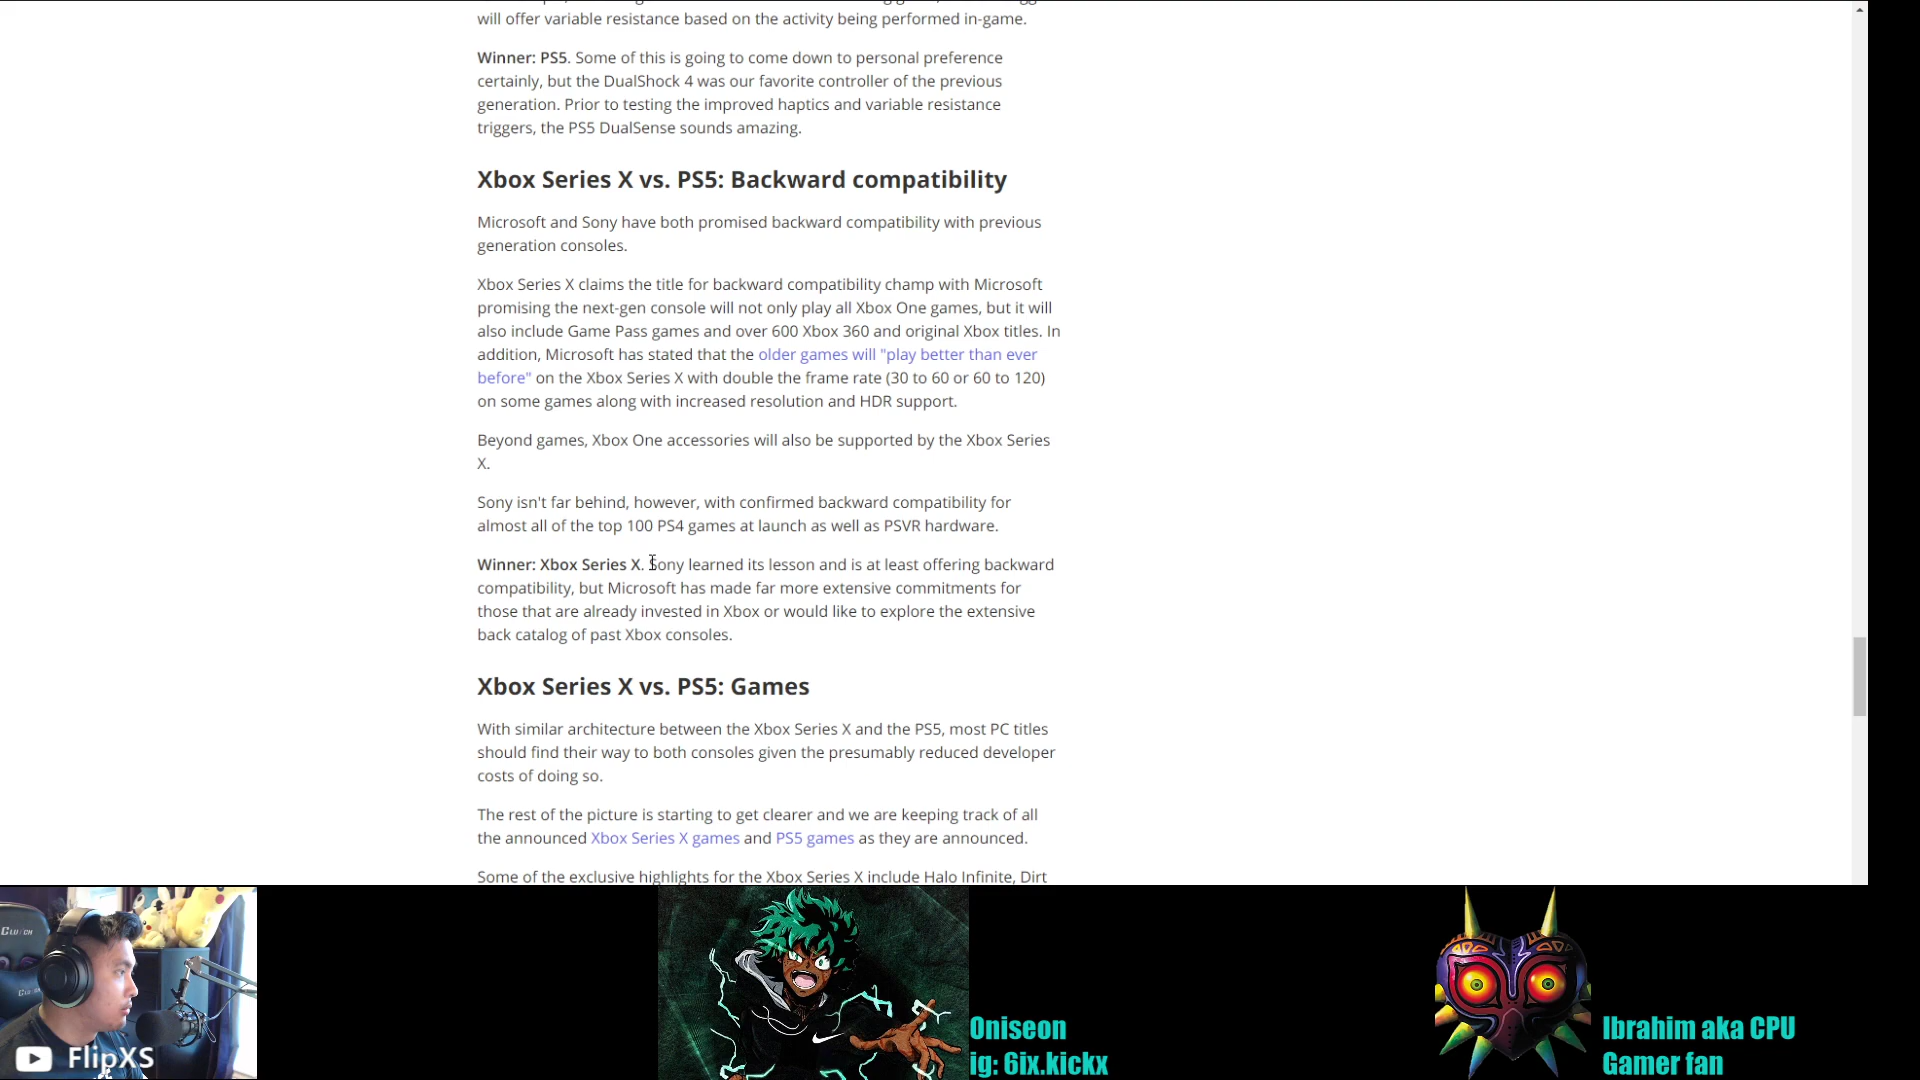 will offer variable resistance based on the activity being performed in-game.
Winner: PS5. Some of this is going to come down to personal preference
certainly, but the DualShock 4 was our favorite controller of the previous
generation. Prior to testing the improved haptics and variable resistance
triggers, the PS5 DualSense sounds amazing.
Xbox Series X vs. PS5: Backward compatibility
Microsoft and Sony have both promised backward compatibility with previous
generation consoles.
Xbox Series X claims the title for backward compatibility champ with Microsoft
promising the next-gen console will not only play all Xbox One games, but it will
also include Game Pass games and over 600 Xbox 360 and original Xbox titles. In
addition, Microsoft has stated that the older games will "play better than ever
before" on the Xbox Series X with double the frame rate (30 to 60 or 60 to 120)
on some games along with increased resolution and HDR support.
Beyond games, Xbox One accessories will also be supported by the Xbox Series
X.
Sony isn't far behind, however, with confirmed backward compatibility for
almost all of the top 100 PS4 games at launch as well as PSVR hardware.
Winner: Xbox Series X. Sony learned its lesson and is at least offering backward
compatibility, but Microsoft has made far more extensive commitments for
those that are already invested in Xbox or would like to explore the extensive
back catalog of past Xbox consoles.
Xbox Series X vs. PS5: Games
With similar architecture between the Xbox Series X and the PS5, most PC titles
should find their way to both consoles given the presumably reduced developer
costs of doing so.
The rest of the picture is starting to get clearer and we are keeping track of all
the announced Xbox Series X games and PS5 games as they are announced.
Some of the exclusive highlights for the Xbox Series X include Halo Infinite, Dirt
CLUTCH
FlipXS
Oniseon
ig: 6ix.kickx
Ibrahim aka CPU
Gamer fan